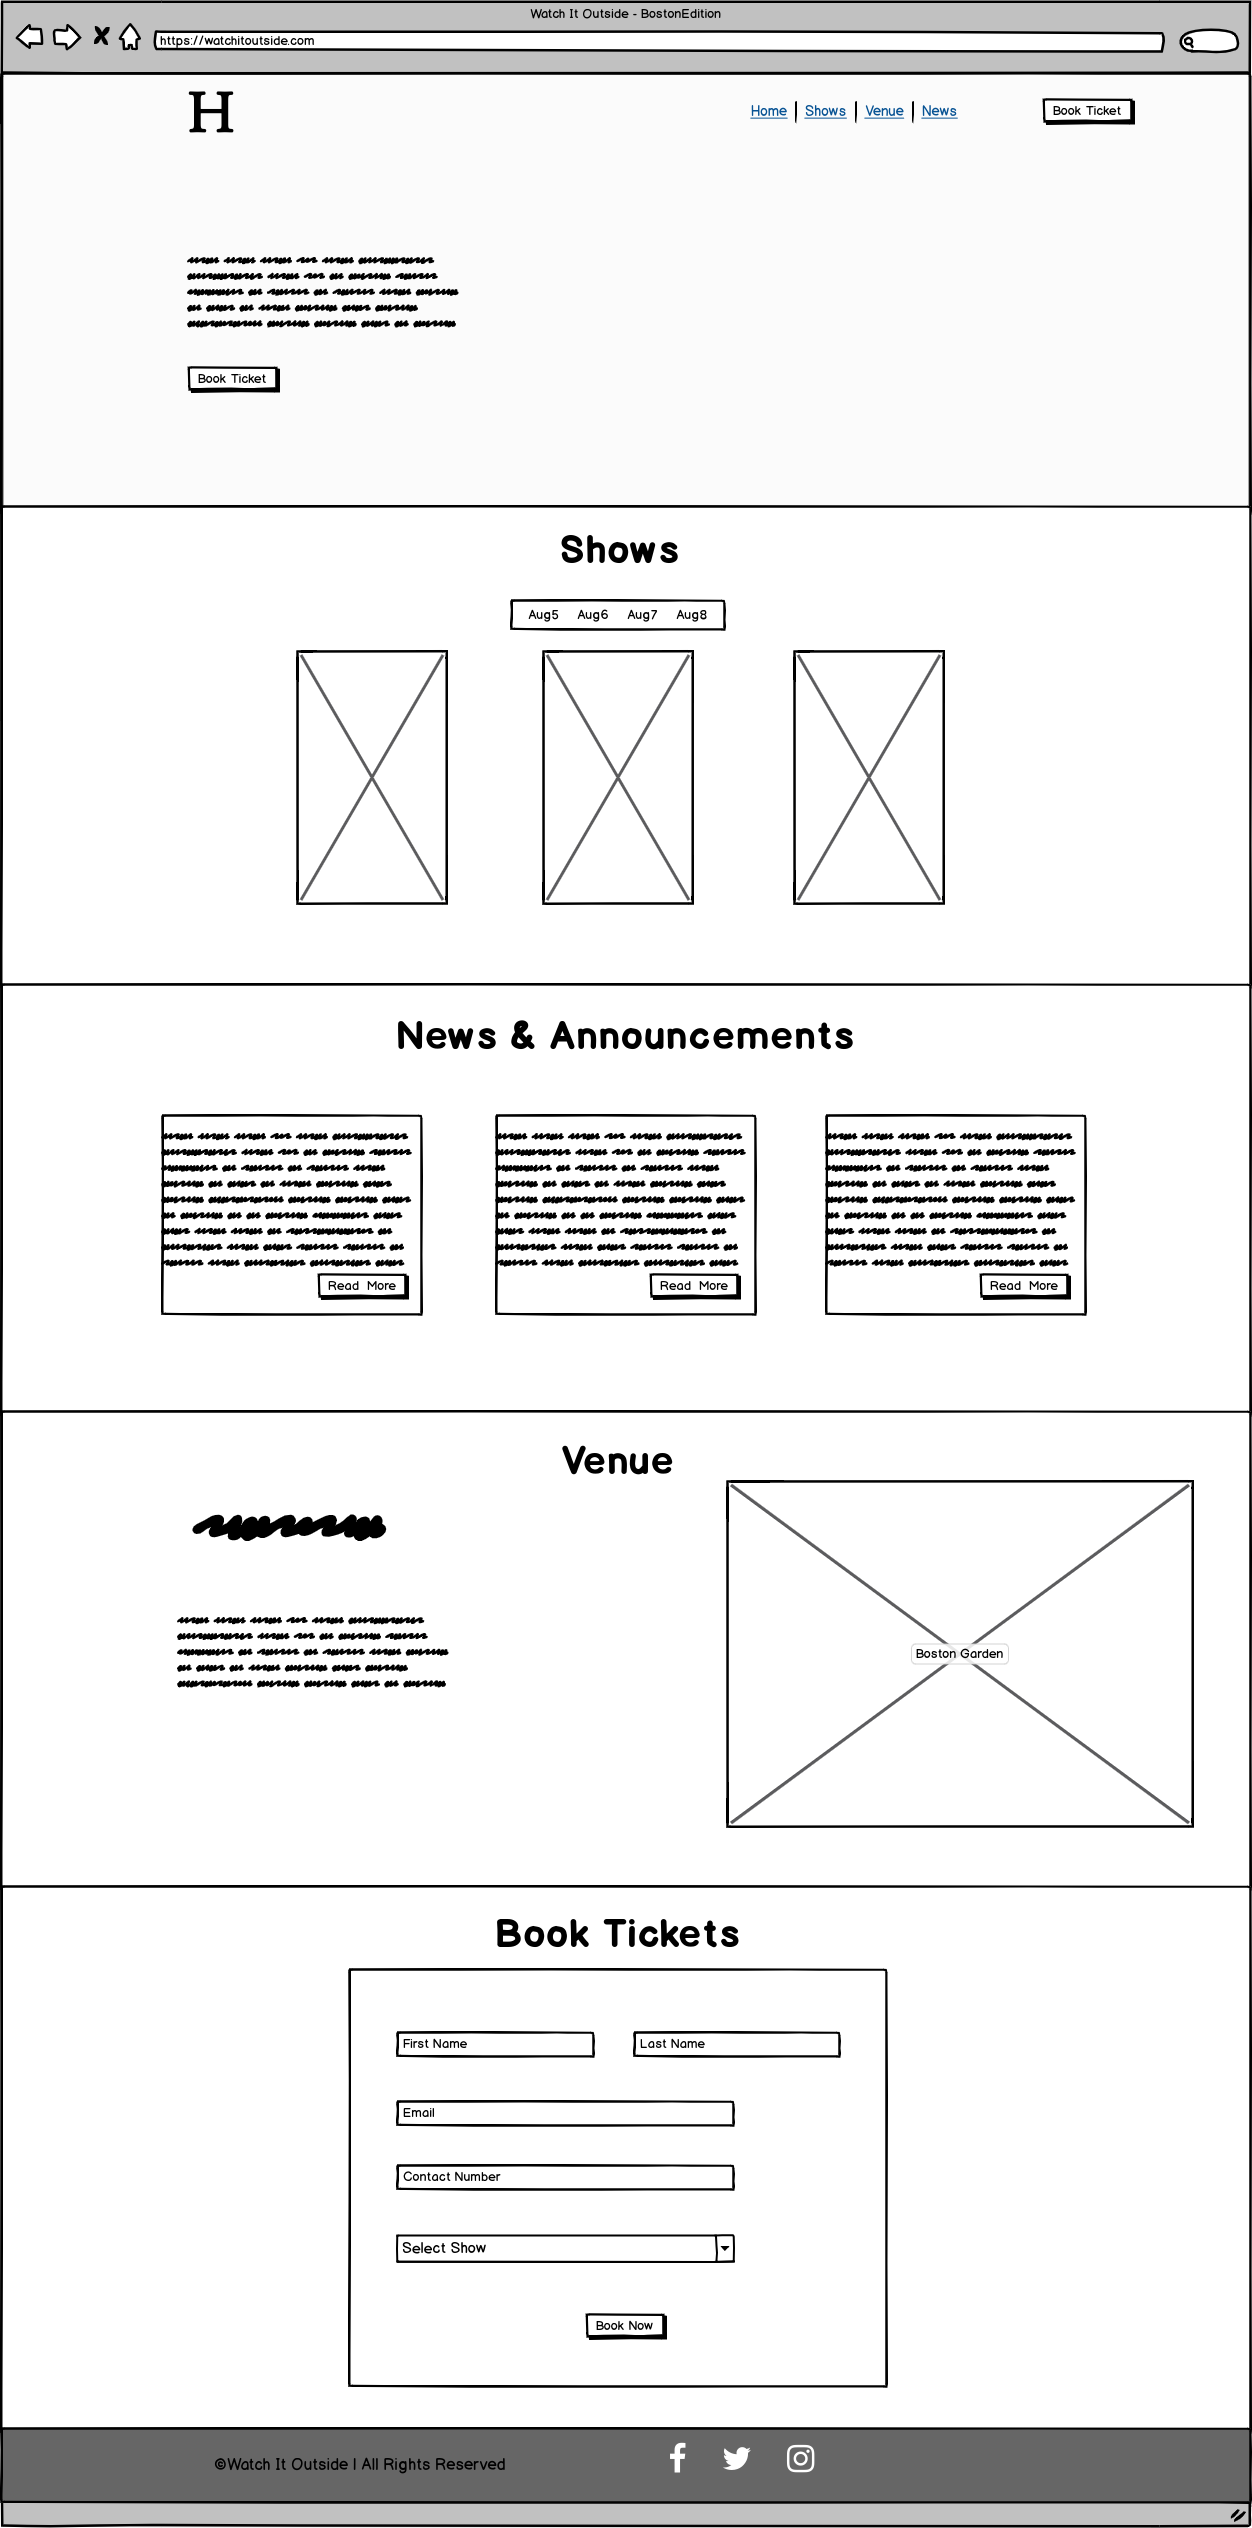 Watch It Outside - BostonEdition
https://watchitoutside.com
H
Home Shows Venue News Book Ticket
Book Ticket
Shows
Aug5 Aug6 Aug7 Aug8
News & Announcements
Read More Read More Read More
Venue
Boston Garden
Book Tickets
First Name Last Name
Email
Contact Number
Select Show
Book Now
©Watch It Outside | All Rights Reserved